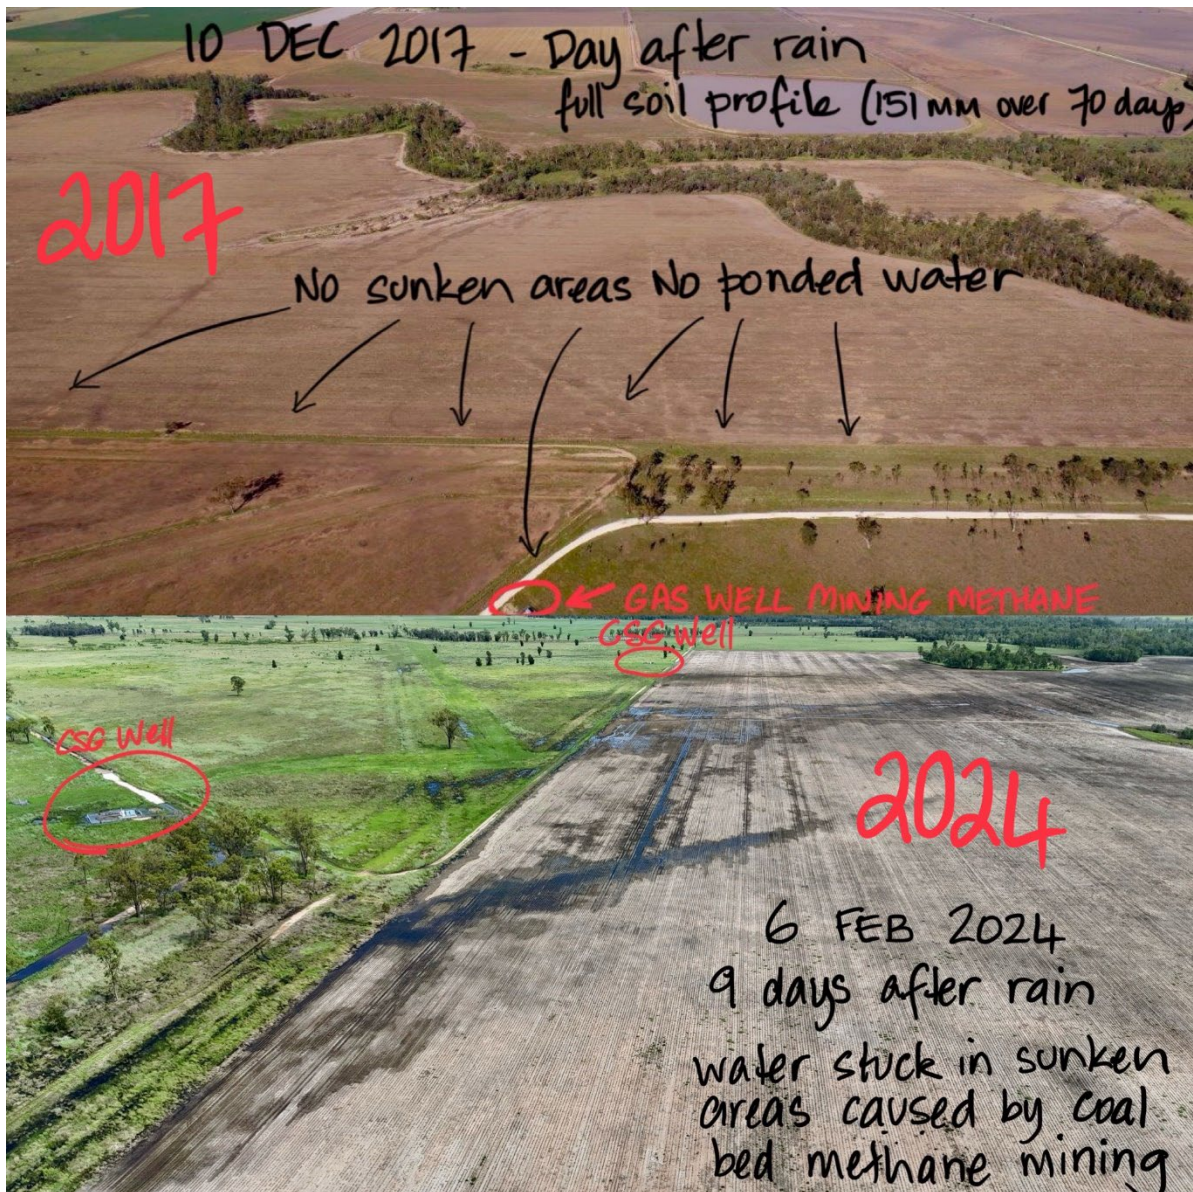 10 DEC 2017 - Day after rain
full soil profile (151mm over 70 days)
2017
No sunken areas No ponded water
GAS WELL MINING METHANE
CSG Well
CSG Well
2024
6 FEB 2024
9 days after rain
water stuck in sunken
areas caused by coal
bed methane mining